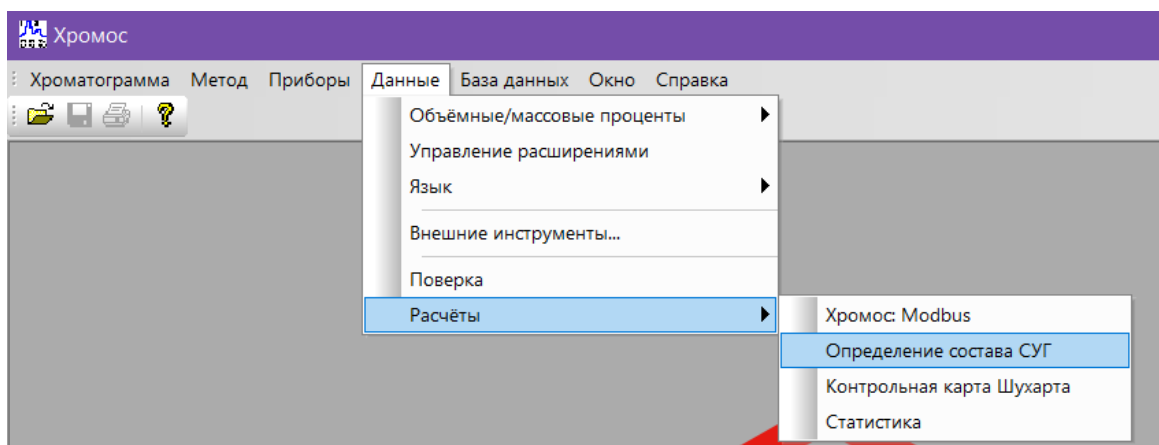 Хромос
Хроматограмма Метод Приборы Данные База данных Окно Справка
Объёмные/массовые проценты
Управление расширениями
Язык
Внешние инструменты...
Поверка
Расчёты
Хромос: Modbus
Определение состава СУГ
Контрольная карта Шухарта
Статистика